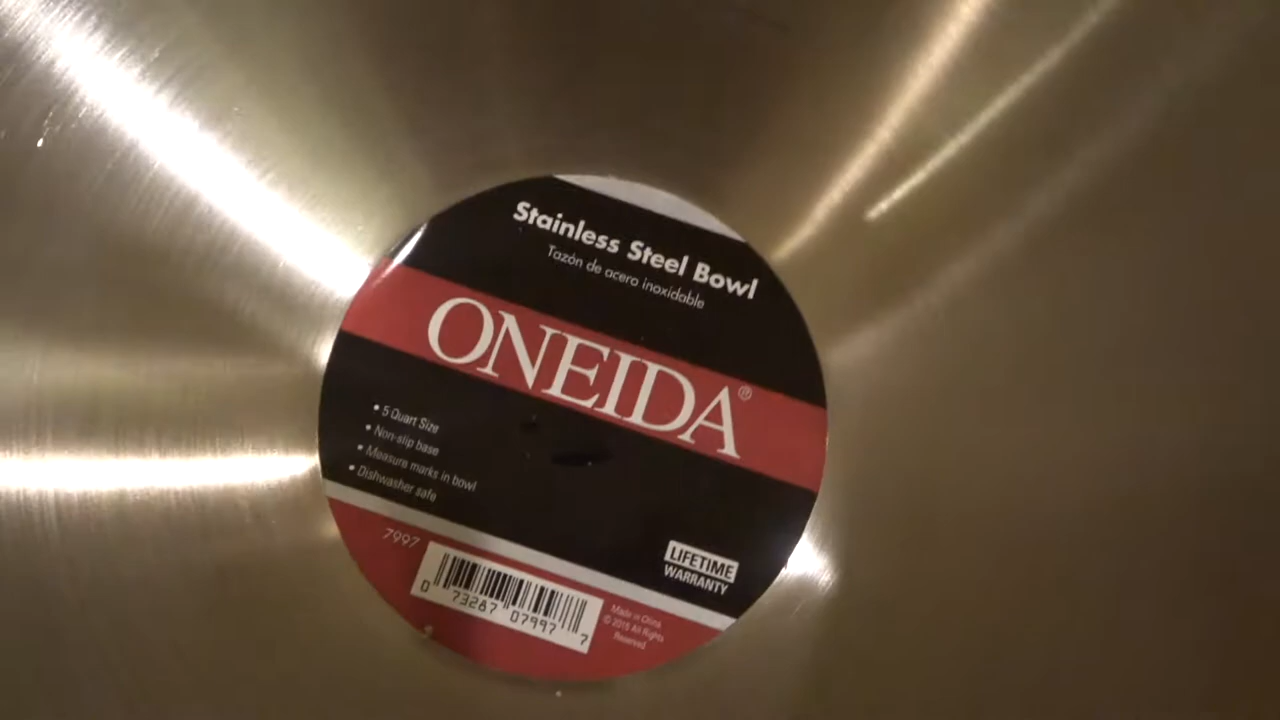 Stainless Steel Bowl
Tazón de acero inoxidable
ONEIDA®
• 5 Quart Size
• Non-slip base
• Measure marks in bowl
• Dishwasher safe
LIFETIME
WARRANTY
7997
0 73287 07997 7
Made in China
© 2015 All Rights
Reserved